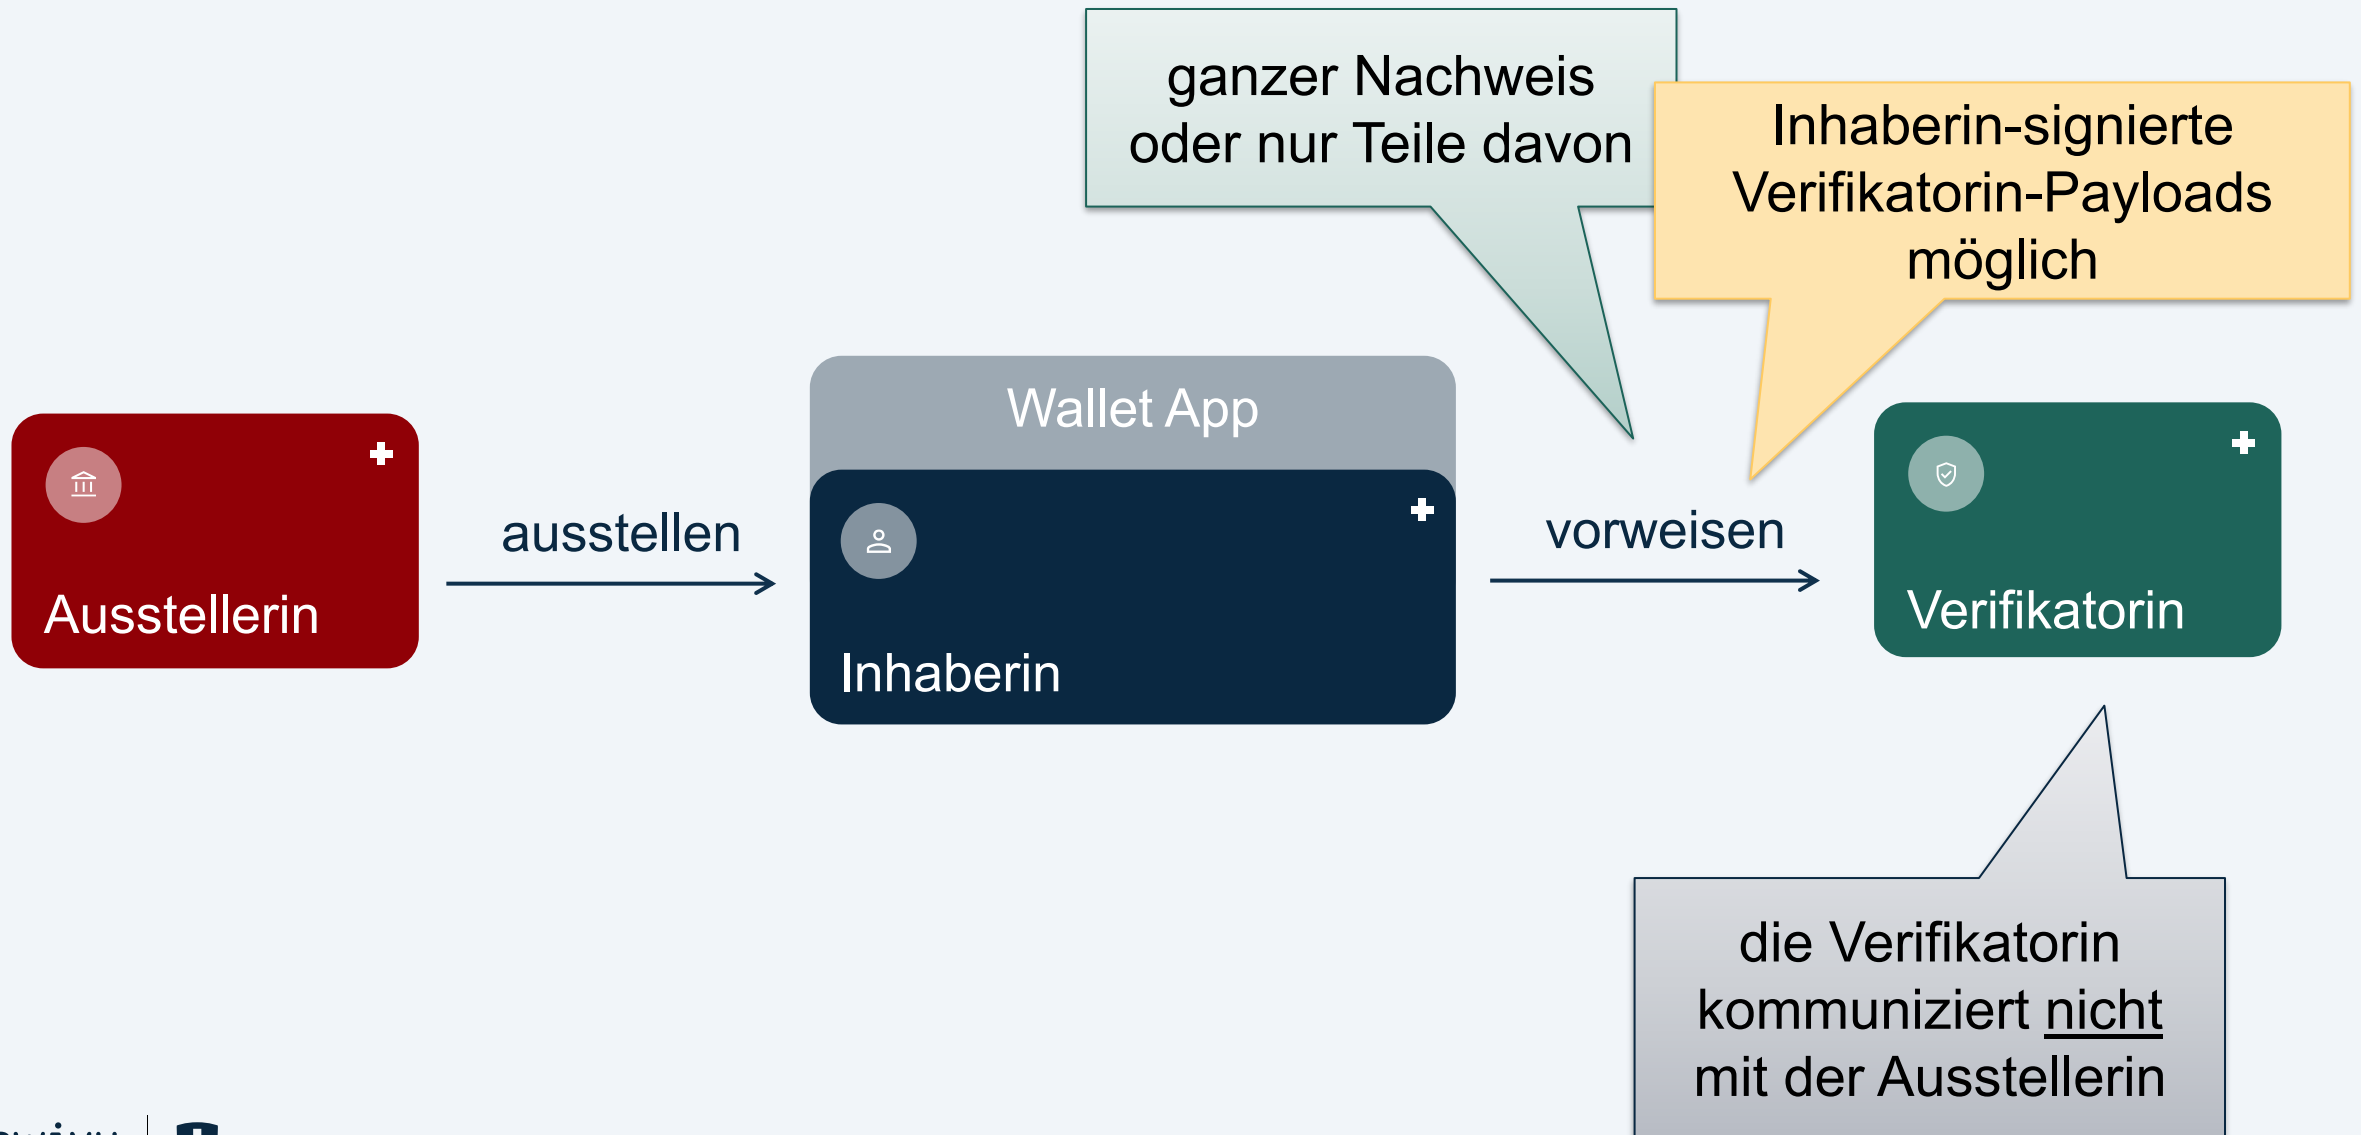 ganzer Nachweis
oder nur Teile davon
Inhaberin-signierte
Verifikatorin-Payloads
möglich
Wallet App
Ausstellerin
ausstellen
Inhaberin
vorweisen
Verifikatorin
die Verifikatorin
kommuniziert nicht
mit der Ausstellerin